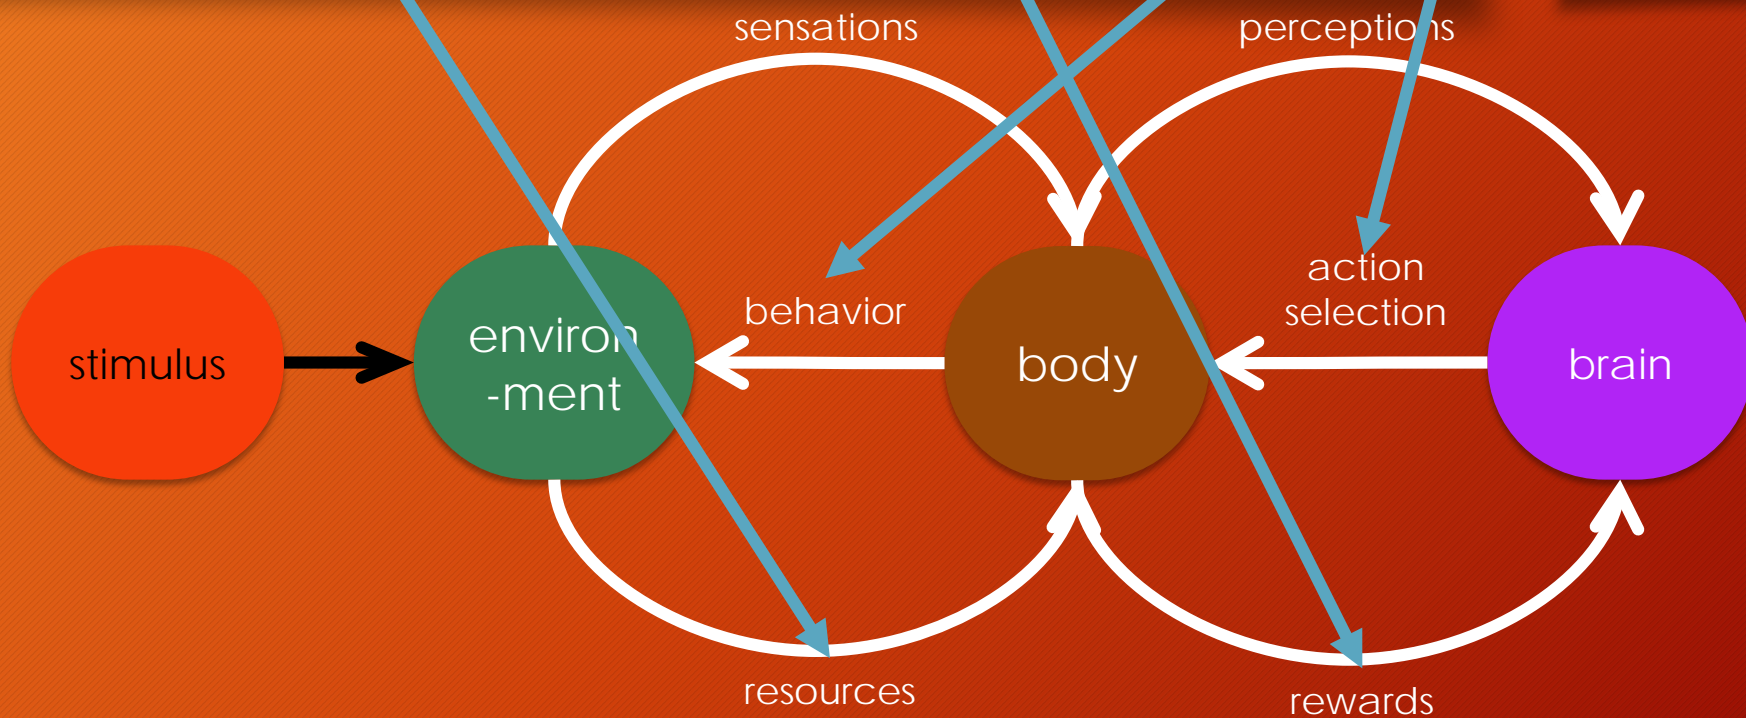 sensations
perceptions
stimulus
environ
-ment
behavior
body
action
selection
brain
resources
rewards